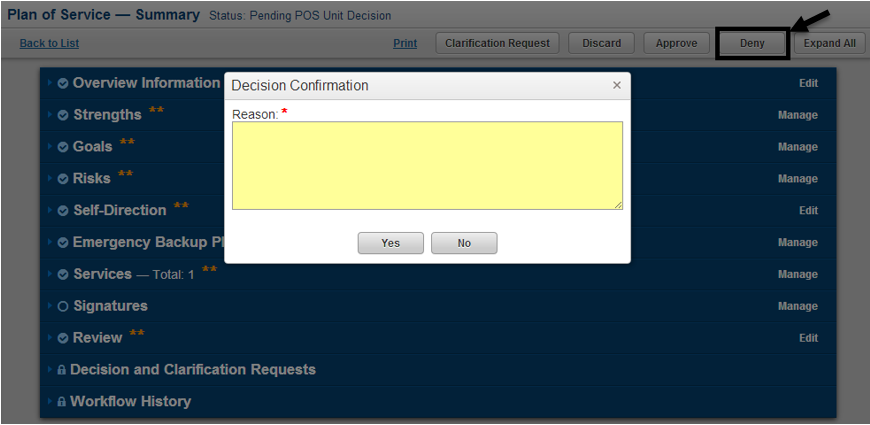 Plan of Service — Summary Status: Pending POS Unit Decision
Back to List Print Clarification Request Discard Approve Deny Expand All
Overview Information Edit
Decision Confirmation ×
Reason: *
Strengths ** Manage
Goals ** Manage
Risks ** Manage
Self-Direction ** Edit
Emergency Backup Pl Manage
Yes No
Services — Total: 1 ** Manage
Signatures Manage
Review ** Edit
Decision and Clarification Requests
Workflow History